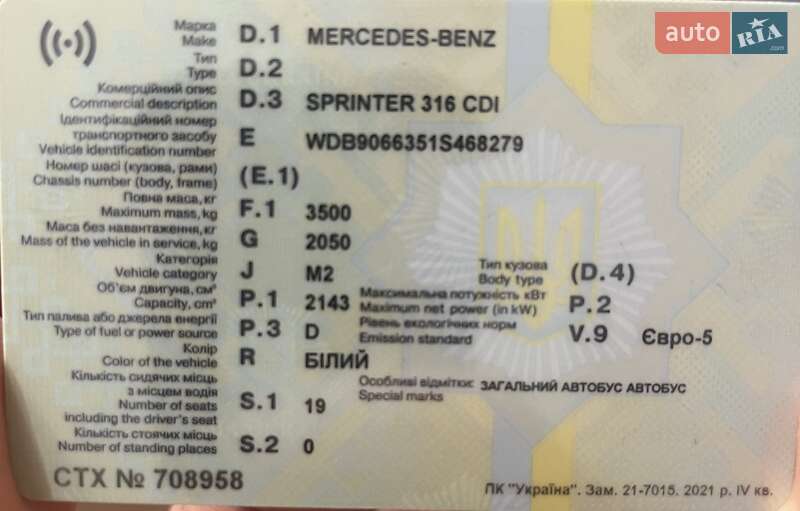 Марка D.1 MERCEDES-BENZ
Make
Тип D.2
Type
Комерційний опис D.3 SPRINTER 316 CDI
Commercial description
Ідентифікаційний номер
транспортного засобу E WDB9066351S468279
Vehicle identification number
Номер шасі (кузова, рами) (E.1)
Chassis number (body, frame)
Повна маса, кг F.1 3500
Maximum mass, kg
Маса без навантаження, кг G 2050
Mass of the vehicle in service, kg
Категорія J M2 Тип кузова (D.4)
Vehicle category Body type
Об'єм двигуна, см³ P.1 2143 Максимальна потужність кВт P.2
Capacity, cm³ Maximum net power (in kW)
Тип палива або джерела енергії P.3 D Рівень екологічних норм V.9 Євро-5
Type of fuel or power source Emission standard
Колір R БІЛИЙ
Color of the vehicle
Кількість сидячих місць Особливі відмітки: ЗАГАЛЬНИЙ АВТОБУС АВТОБУС
з місцем водія Special marks
Number of seats S.1 19
including the driver's seat
Кількість стоячих місць S.2 0
Number of standing places
СТХ № 708958
ПК "Україна". Зам. 21-7015. 2021 р. IV кв.
auto RIA .com